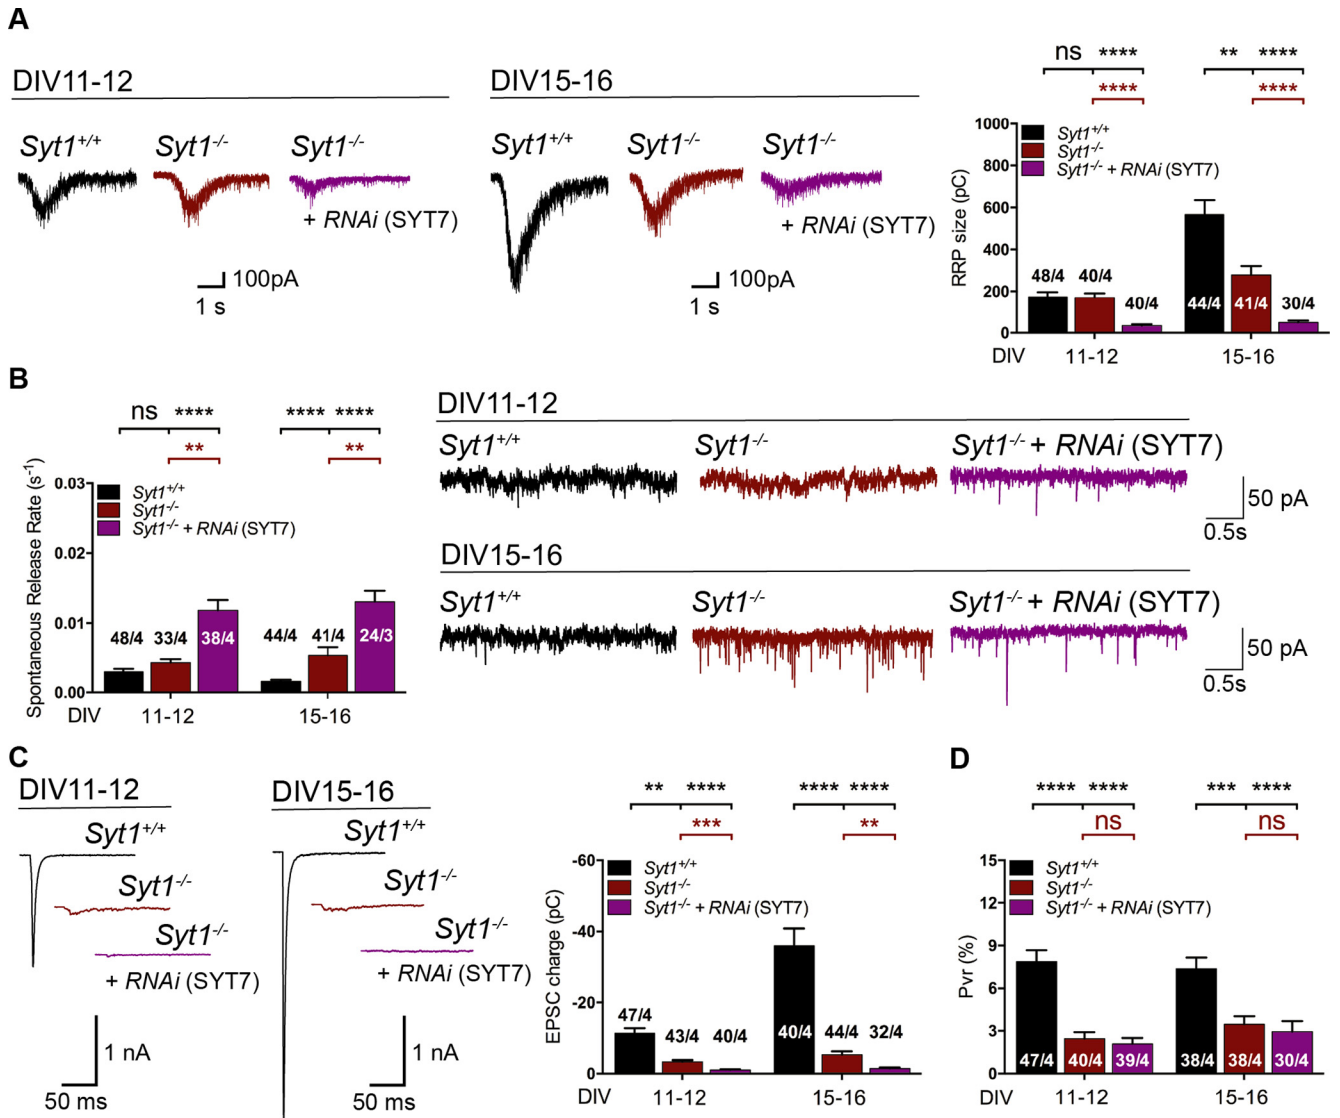 A
DIV11-12
Syt1+/+
Syt1-/-
Syt1-/-
+ RNAi (SYT7)
100pA
1 s
DIV15-16
Syt1+/+
Syt1-/-
Syt1-/-
+ RNAi (SYT7)
100pA
1 s
ns **** ** ****
**** ****
RRP size (pC)
1000
800
600
400
200
0
Syt1+/+
Syt1-/-
Syt1-/- + RNAi (SYT7)
48/4 40/4 40/4 44/4 41/4 30/4
DIV 11-12 15-16
B
ns **** **** ****
** **
Spontaneous Release Rate (s-1)
0.03
0.02
0.01
0.00
Syt1+/+
Syt1-/-
Syt1-/- + RNAi (SYT7)
48/4 33/4 38/4 44/4 41/4 24/3
DIV 11-12 15-16
DIV11-12
Syt1+/+ Syt1-/- Syt1-/- + RNAi (SYT7)
50 pA
0.5s
DIV15-16
Syt1+/+ Syt1-/- Syt1-/- + RNAi (SYT7)
50 pA
0.5s
C
DIV11-12
Syt1+/+
Syt1-/-
Syt1-/-
+ RNAi (SYT7)
1 nA
50 ms
DIV15-16
Syt1+/+
Syt1-/-
Syt1-/-
+ RNAi (SYT7)
1 nA
50 ms
** **** **** ****
*** **
EPSC charge (pC)
-60
-40
-20
0
Syt1+/+
Syt1-/-
Syt1-/- + RNAi (SYT7)
47/4 43/4 40/4 40/4 44/4 32/4
DIV 11-12 15-16
D
**** **** *** ****
ns ns
Pvr (%)
15
12
9
6
3
0
Syt1+/+
Syt1-/-
Syt1-/- + RNAi (SYT7)
47/4 40/4 39/4 38/4 38/4 30/4
DIV 11-12 15-16